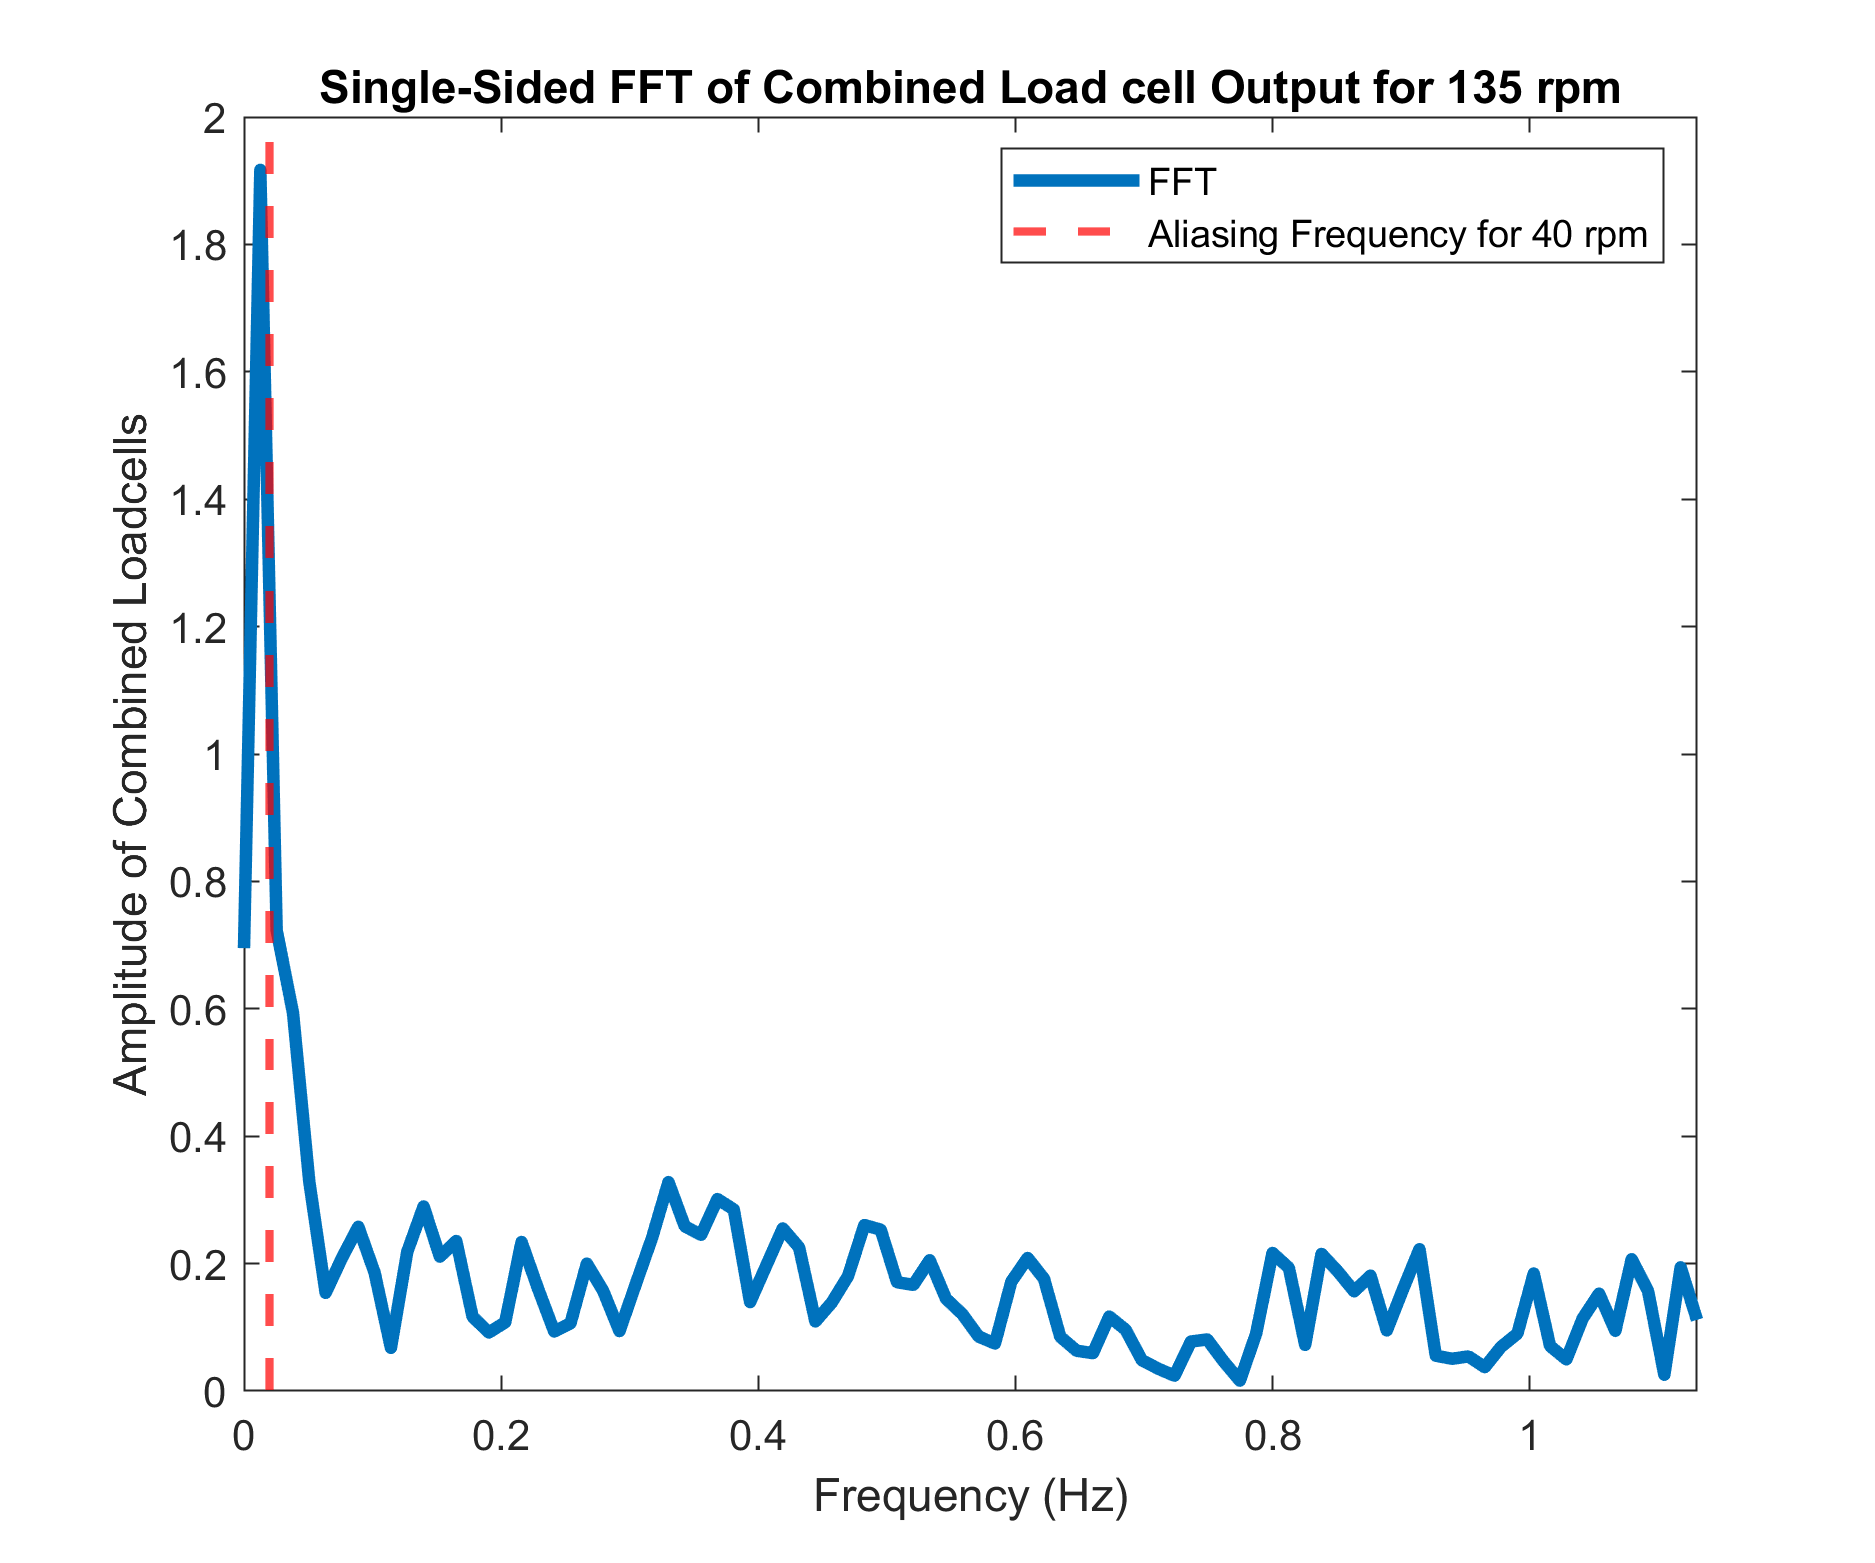 Single-Sided FFT of Combined Load cell Output for 135 rpm
FFT
Aliasing Frequency for 40 rpm
Amplitude of Combined Loadcells
2
1.8
1.6
1.4
1.2
1
0.8
0.6
0.4
0.2
0
0 0.2 0.4 0.6 0.8 1
Frequency (Hz)